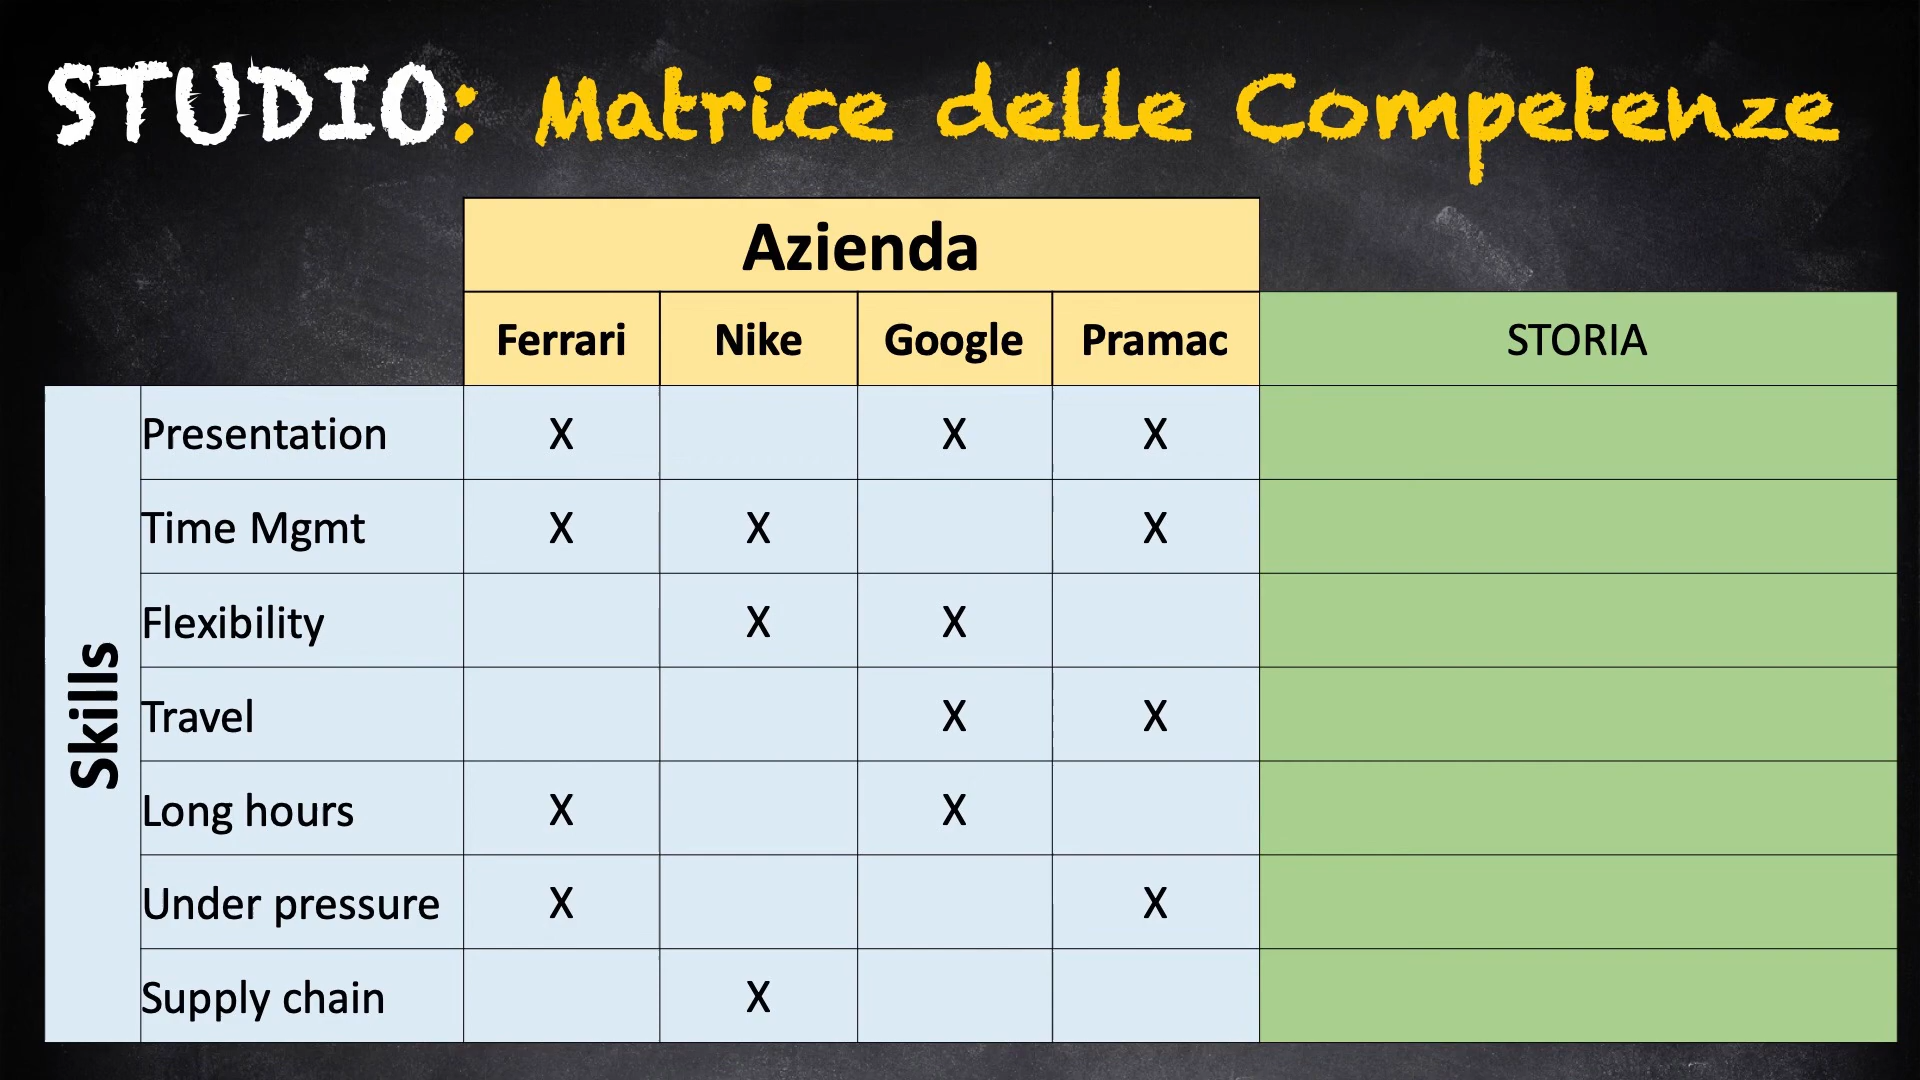 STUDIO: Matrice delle Competenze
Azienda
Ferrari Nike Google Pramac STORIA
Skills
Presentation X X X
Time Mgmt X X X
Flexibility X X
Travel X X
Long hours X X
Under pressure X X
Supply chain X